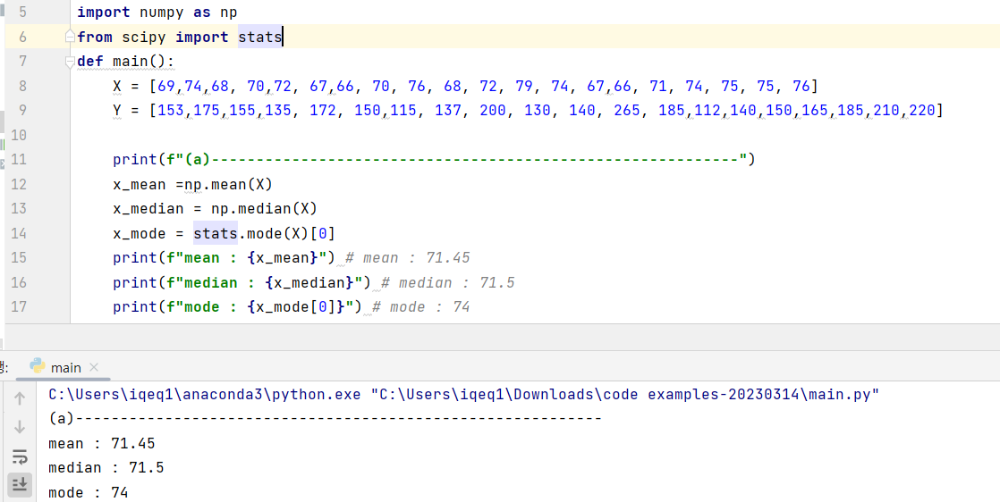 5 import numpy as np
6 from scipy import stats
7 def main():
8 X = [69,74,68, 70,72, 67,66, 70, 76, 68, 72, 79, 74, 67,66, 71, 74, 75, 75, 76]
9 Y = [153,175,155,135, 172, 150,115, 137, 200, 130, 140, 265, 185,112,140,150,165,185,210,220]
10
11 print(f"(a)-----------------------------------------------------------")
12 x_mean =np.mean(X)
13 x_median = np.median(X)
14 x_mode = stats.mode(X)[0]
15 print(f"mean : {x_mean}") # mean : 71.45
16 print(f"median : {x_median}") # median : 71.5
17 print(f"mode : {x_mode[0]}") # mode : 74
main
C:\Users\iqeq1\anaconda3\python.exe "C:\Users\iqeq1\Downloads\code examples-20230314\main.py"
(a)-----------------------------------------------------------
mean : 71.45
median : 71.5
mode : 74